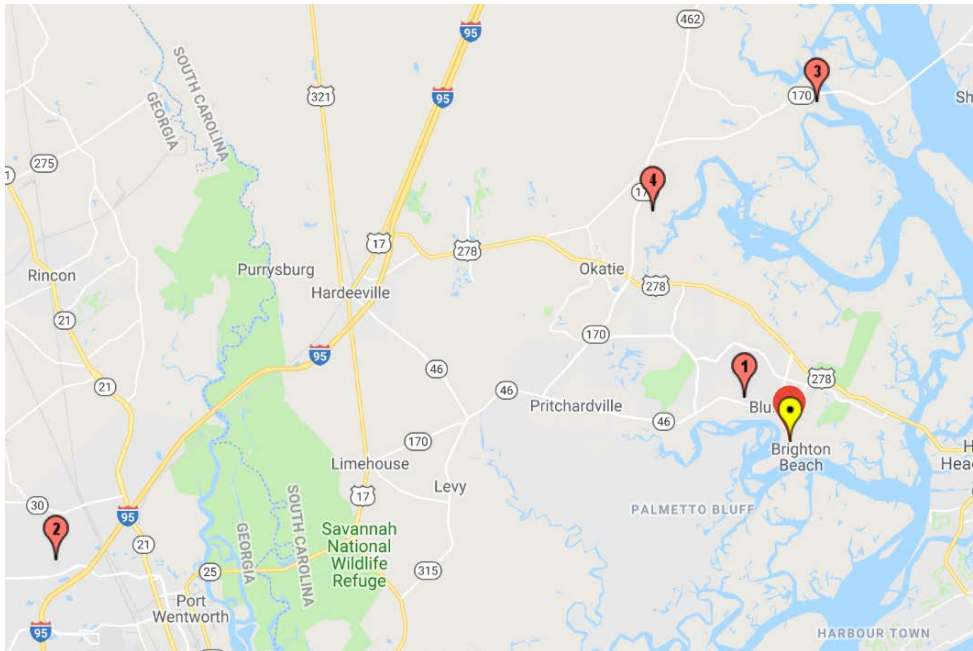 462
95
SOUTH CAROLINA
GEORGIA
3
170
321
95
275
4
17
17
278
Rincon
Purrysburg
Okatie
Hardeeville
278
21
170
95
46
1
278
21
46
Pritchardville
46
Brighton
Beach
170
Limehouse
Levy
17
30
2
95
PALMETTO BLUFF
21
Savannah
National
Wildlife
Refuge
GEORGIA
SOUTH CAROLINA
25
315
Port
Wentworth
95
HARBOUR TOWN